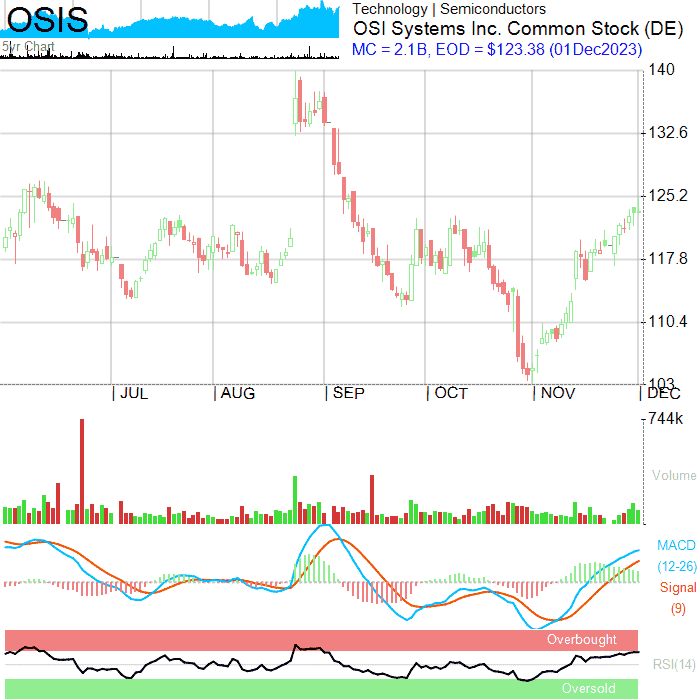 OSIS
Technology | Semiconductors
OSI Systems Inc. Common Stock (DE)
MC = 2.1B, EOD = $123.38 (01Dec2023)
5yr Chart
140
132.6
125.2
117.8
110.4
103
JUL
AUG
SEP
OCT
NOV
DEC
744k
Volume
MACD
(12-26)
Signal
(9)
Overbought
RSI(14)
Oversold